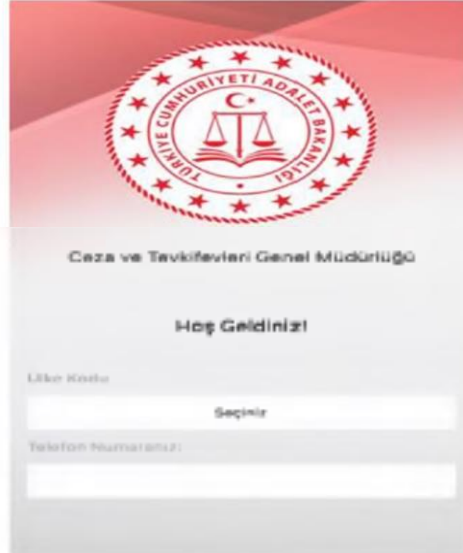 TÜRKİYE CUMHURİYETİ ADALET BAKANLIĞI
Ceza ve Tevkifevleri Genel Müdürlüğü
Hoş Geldiniz!
Ülke Kodu
Seçiniz
Telefon Numaranız: